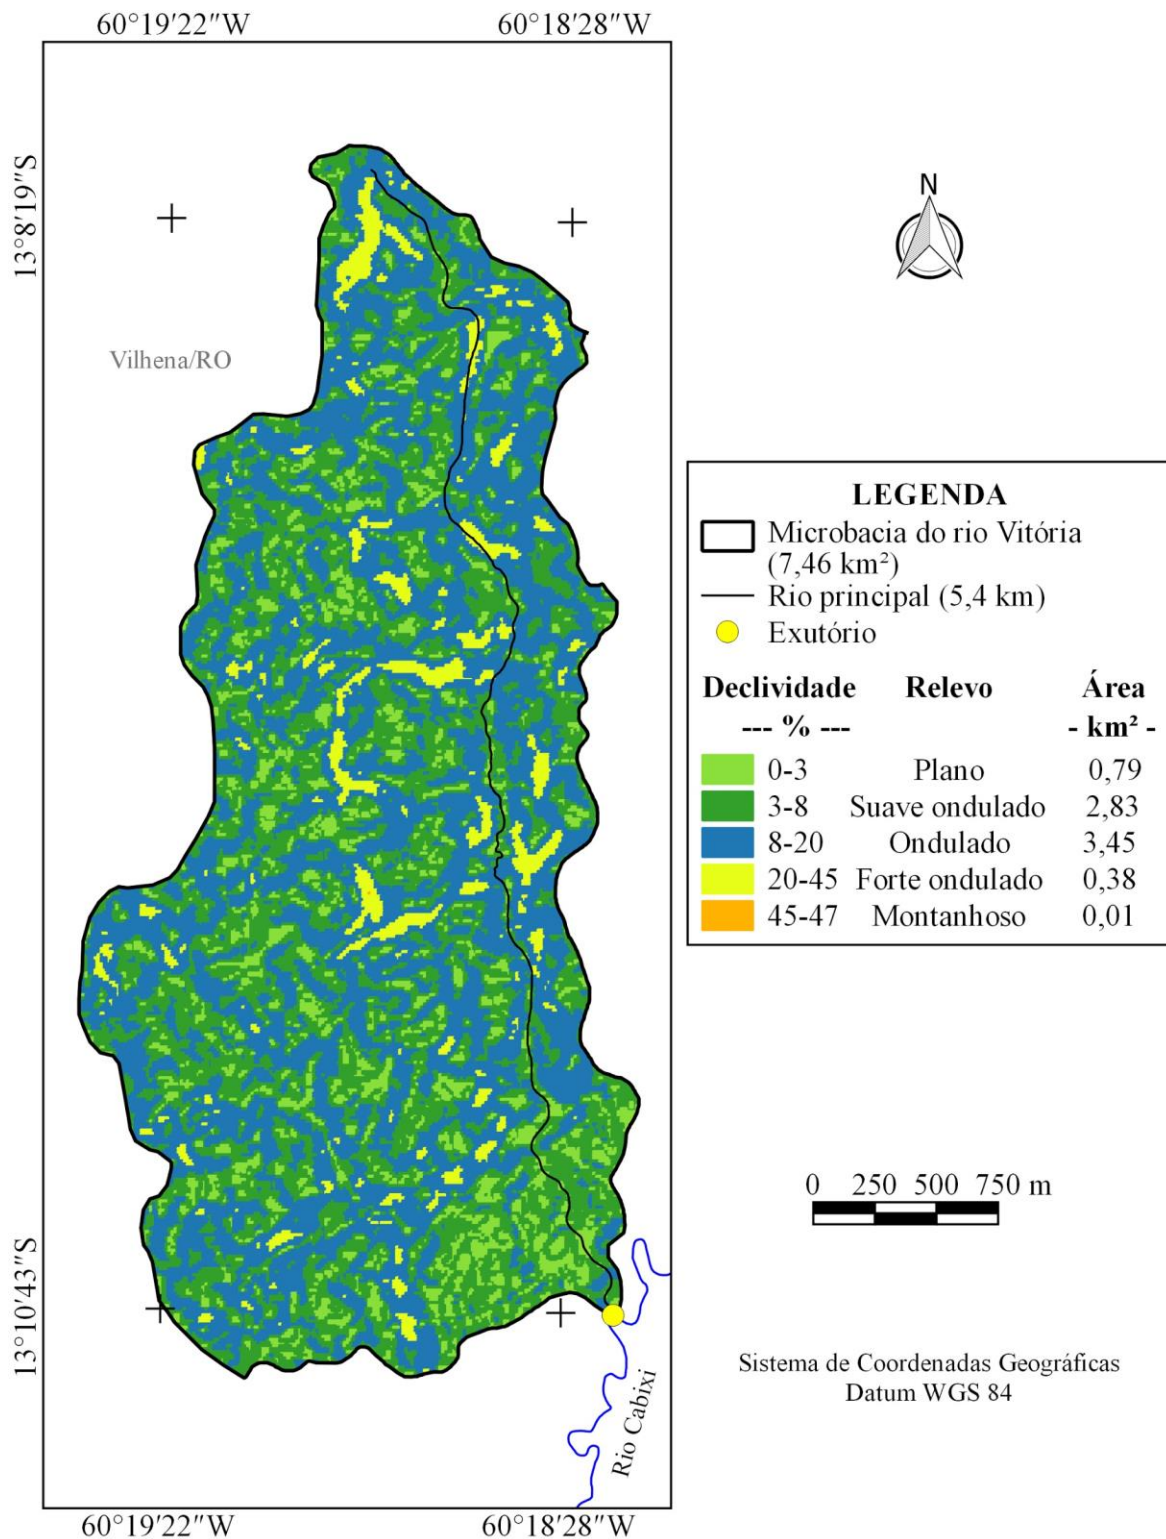 60°19'22"W 60°18'28"W
13°8'19"S
N
Vilhena/RO
LEGENDA
Microbacia do rio Vitória
(7,46 km²)
Rio principal (5,4 km)
Exutório
Declividade Relevo Área
--- % --- - km² -
0-3 Plano 0,79
3-8 Suave ondulado 2,83
8-20 Ondulado 3,45
20-45 Forte ondulado 0,38
45-47 Montanhoso 0,01
0 250 500 750 m
13°10'43"S
Sistema de Coordenadas Geográficas
Datum WGS 84
Rio Cabixi
60°19'22"W 60°18'28"W